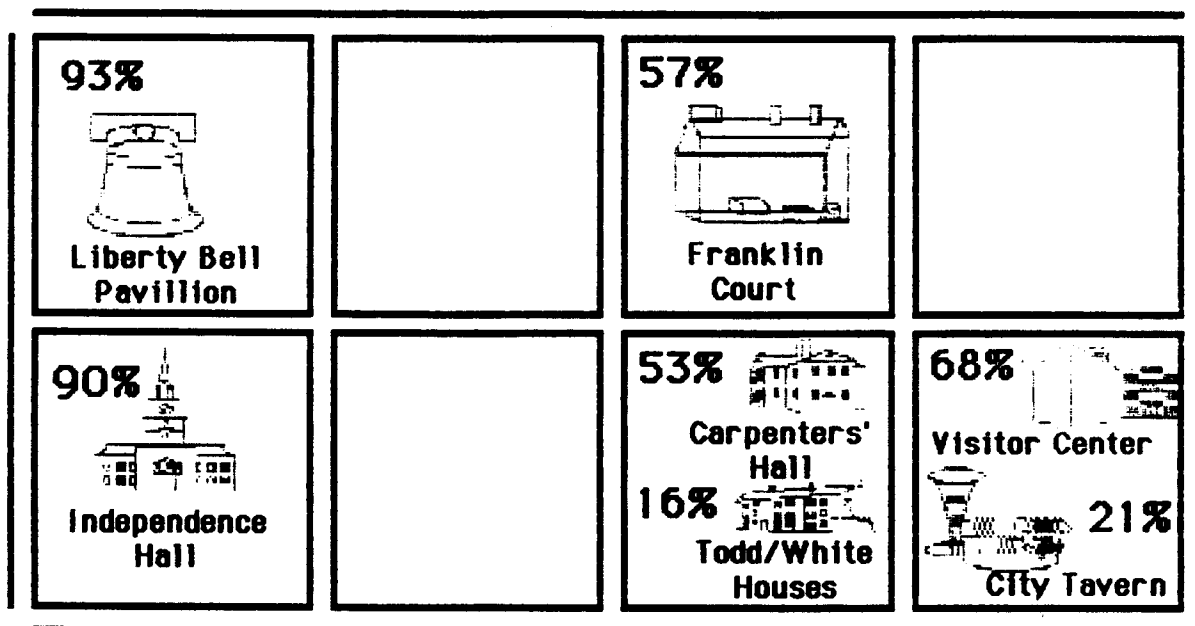 93%
Liberty Bell
Pavillion
57%
Franklin
Court
90%
Independence
Hall
53%
Carpenters'
Hall
16%
Todd/White
Houses
68%
Visitor Center
21%
City Tavern